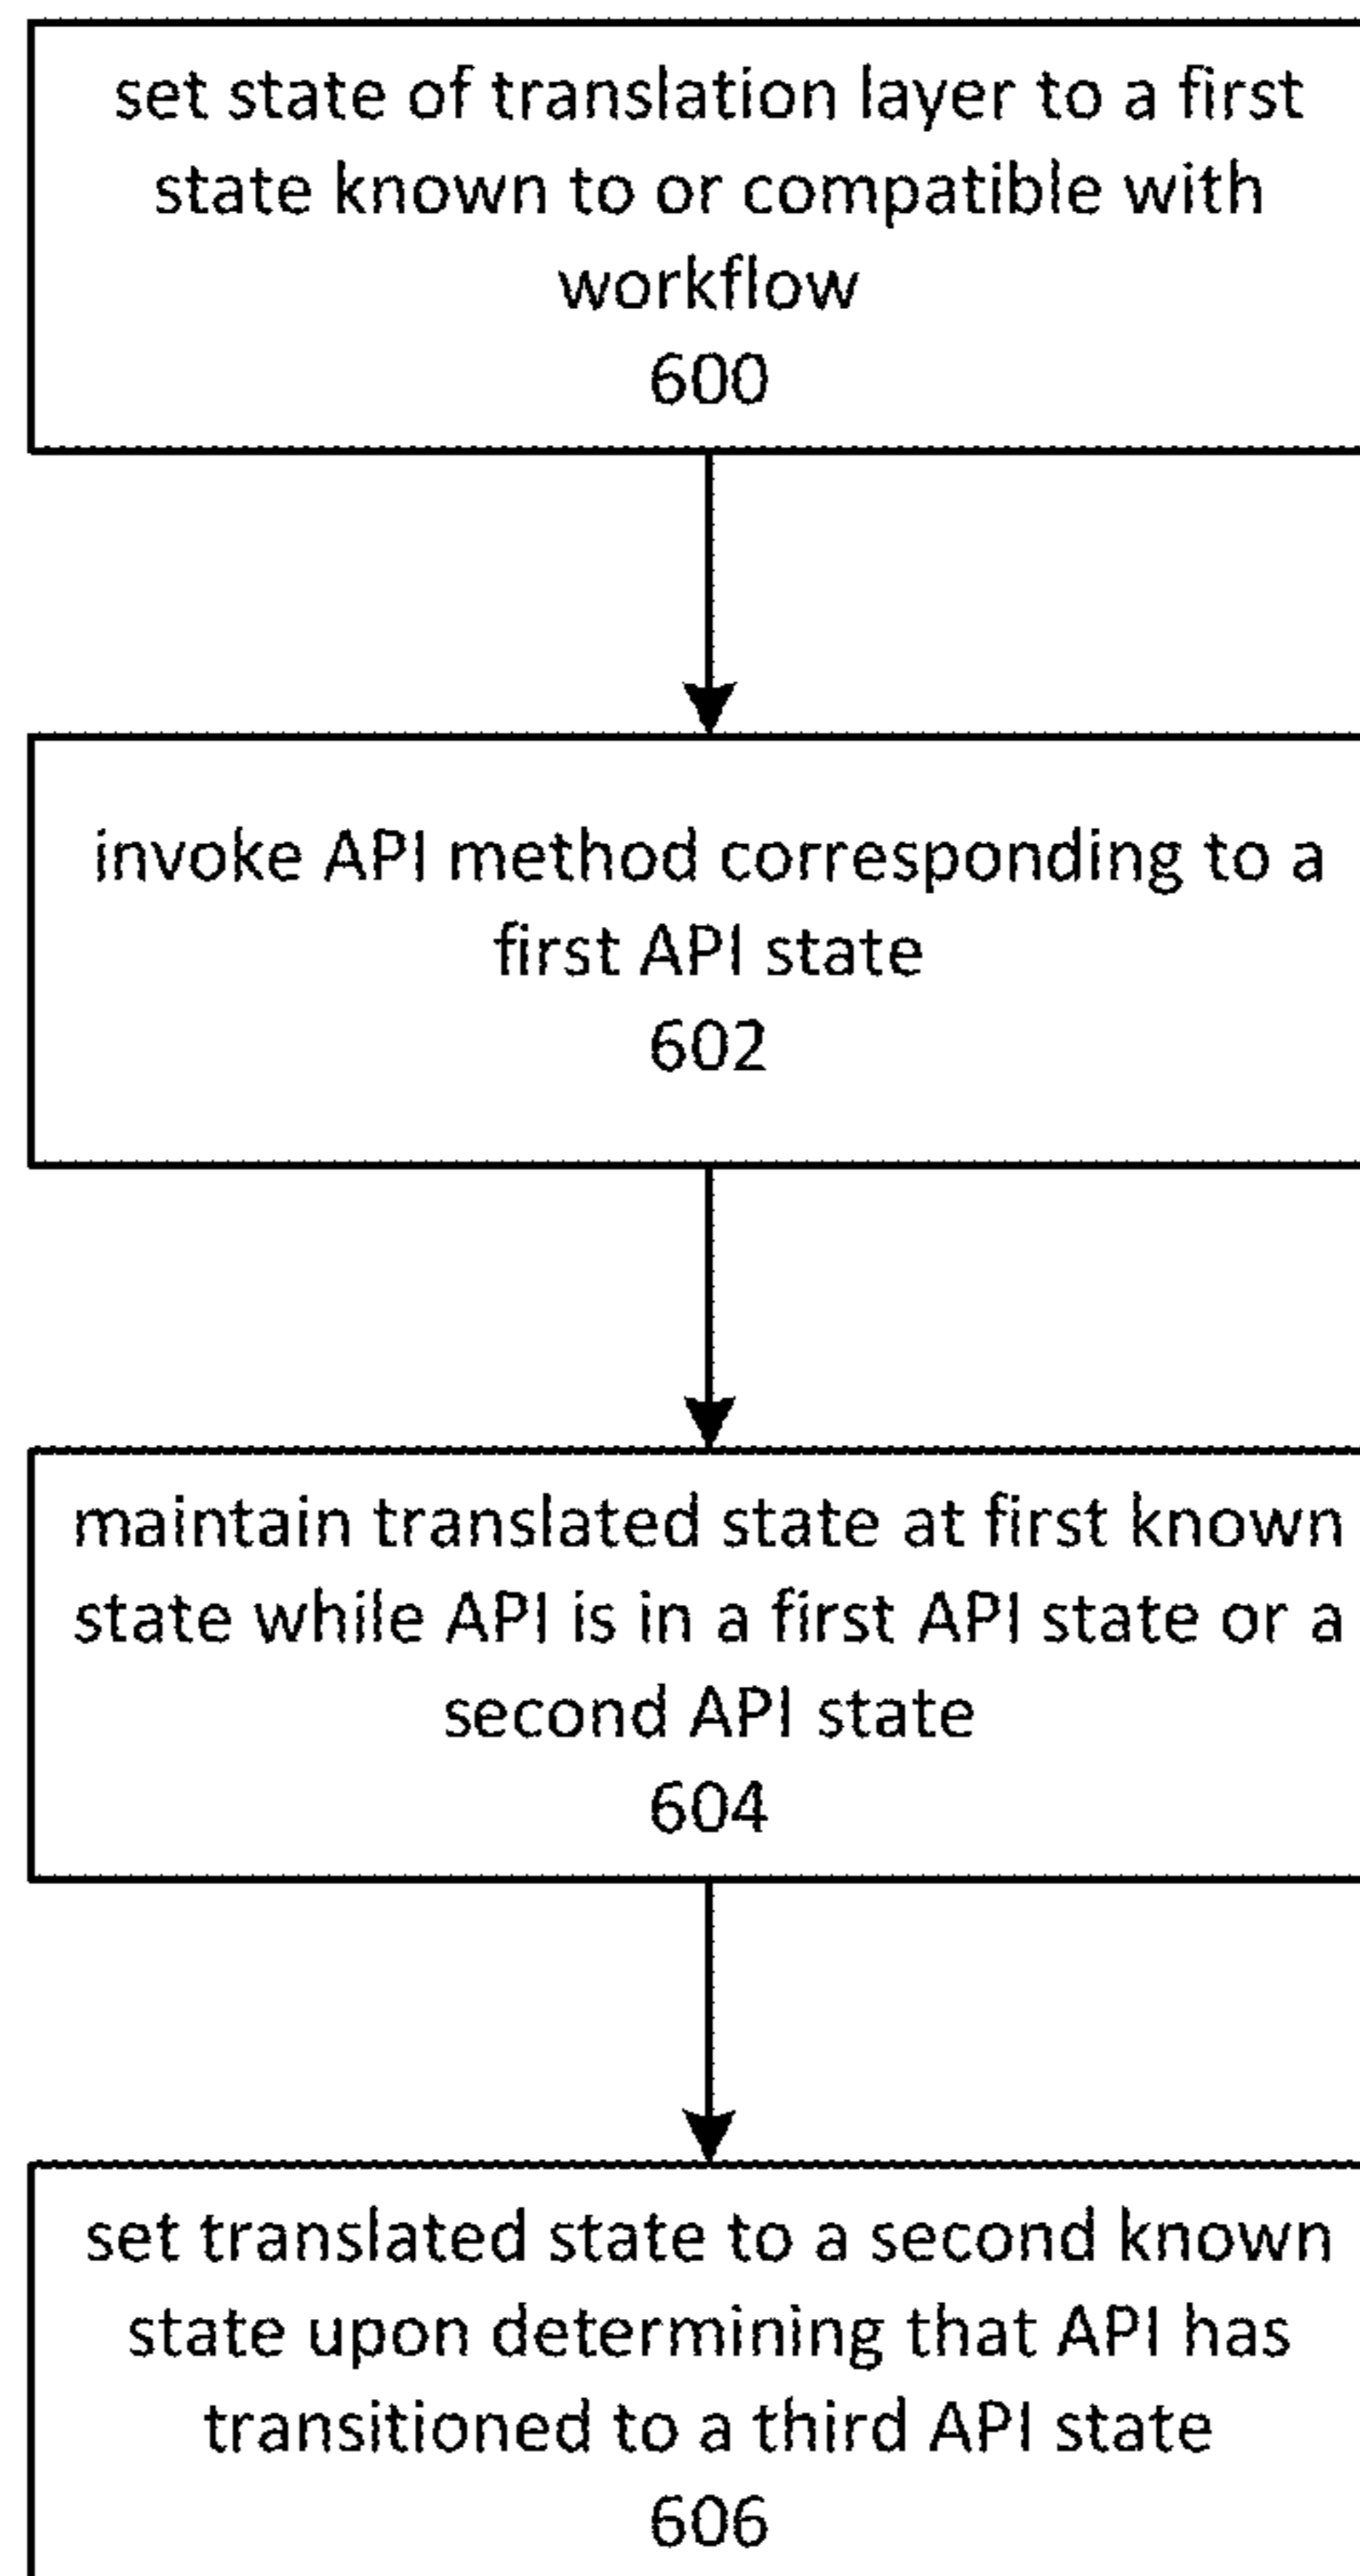 set state of translation layer to a first
state known to or compatible with
workflow
600
invoke API method corresponding to a
first API state
602
maintain translated state at first known
state while API is in a first API state or a
second API state
604
set translated state to a second known
state upon determining that API has
transitioned to a third API state
606